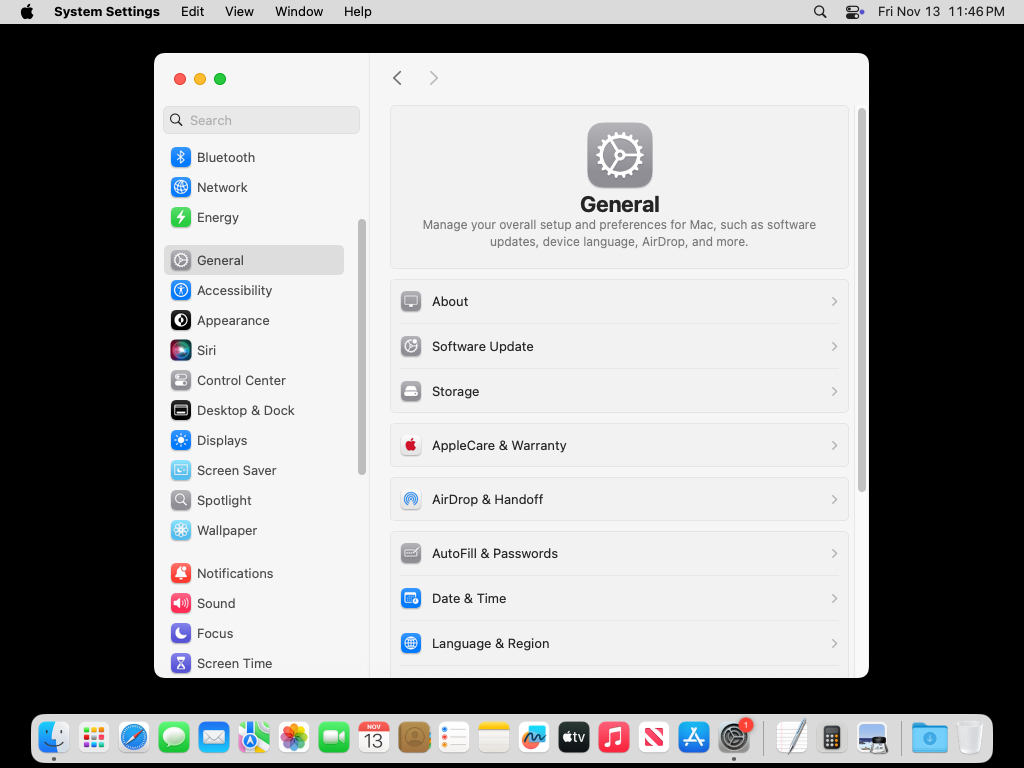 System Settings Edit View Window Help Fri Nov 13 11:46 PM
Search
Bluetooth
Network
Energy
General
Accessibility
Appearance
Siri
Control Center
Desktop & Dock
Displays
Screen Saver
Spotlight
Wallpaper
Notifications
Sound
Focus
Screen Time
General
Manage your overall setup and preferences for Mac, such as software
updates, device language, AirDrop, and more.
About
Software Update
Storage
AppleCare & Warranty
AirDrop & Handoff
AutoFill & Passwords
Date & Time
Language & Region
NOV
13
tv
1